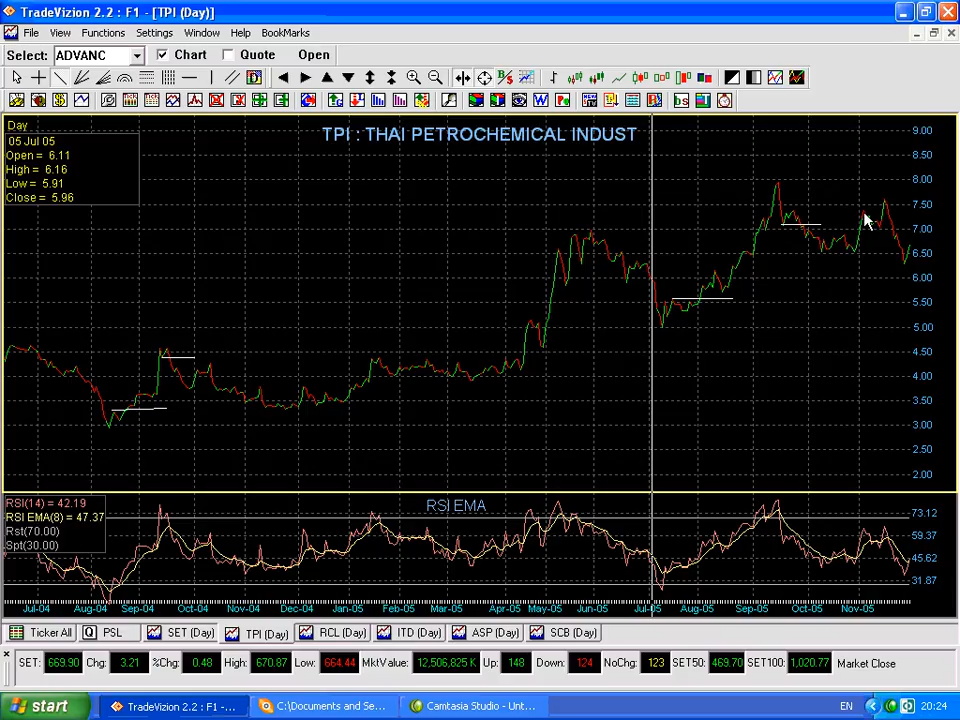 TradeVizion 2.2 : F1 - [TPI (Day)]
File View Functions Settings Window Help BookMarks
Select: ADVANC Chart Quote Open
Day
05 Jul 05
Open = 6.11
High = 6.16
Low = 5.91
Close = 5.96
TPI : THAI PETROCHEMICAL INDUST
9.00
8.50
8.00
7.50
7.00
6.50
6.00
5.50
5.00
4.50
4.00
3.50
3.00
2.50
2.00
RSI(14) = 42.19
RSI EMA(8) = 47.37
Rst(70.00)
Spt(30.00)
RSI EMA
73.12
59.37
45.62
31.87
Jul-04 Aug-04 Sep-04 Oct-04 Nov-04 Dec-04 Jan-05 Feb-05 Mar-05 Apr-05 May-05 Jun-05 Jul-05 Aug-05 Sep-05 Oct-05 Nov-05
Ticker All Q PSL SET (Day) TPI (Day) RCL (Day) ITD (Day) ASP (Day) SCB (Day)
SET: 669.90 Chg: 3.21 %Chg: 0.48 High: 670.87 Low: 664.44 MktValue: 12,506,825 K Up: 148 Down: 124 NoChg: 123 SET50: 469.70 SET100: 1,020.77 Market Close
start TradeVizion 2.2 : F1 -... C:\Documents and Se... Camtasia Studio - Unt... EN 20:24